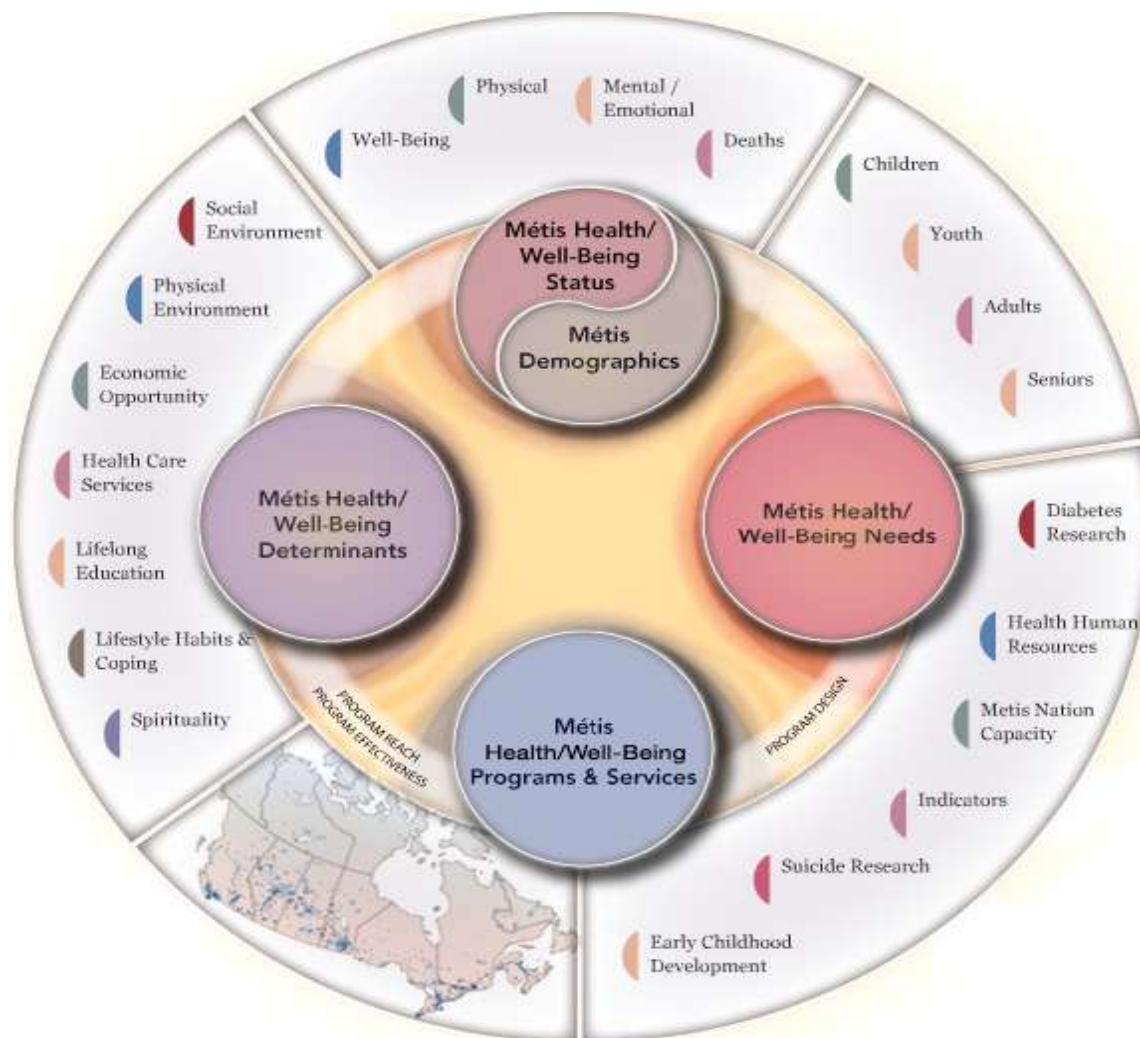 Physical
Mental /
Emotional
Well-Being
Deaths
Children
Youth
Adults
Seniors
Social
Environment
Physical
Environment
Economic
Opportunity
Health Care
Services
Lifelong
Education
Lifestyle Habits &
Coping
Spirituality
Métis Health/
Well-Being
Status
Métis
Demographics
Métis Health/
Well-Being
Determinants
Métis Health/
Well-Being Needs
Métis
Health/Well-Being
Programs & Services
PROGRAM REACH
PROGRAM EFFECTIVENESS
PROGRAM DESIGN
Diabetes
Research
Health Human
Resources
Metis Nation
Capacity
Indicators
Suicide Research
Early Childhood
Development